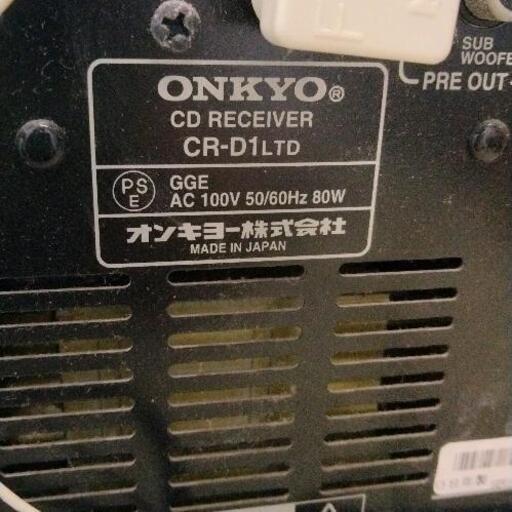 SUB
WOOFE
PRE OUT
ONKYO®
CD RECEIVER
CR-D1LTD
PSE
GGE
AC 100V 50/60Hz 80W
オンキヨー株式会社
MADE IN JAPAN